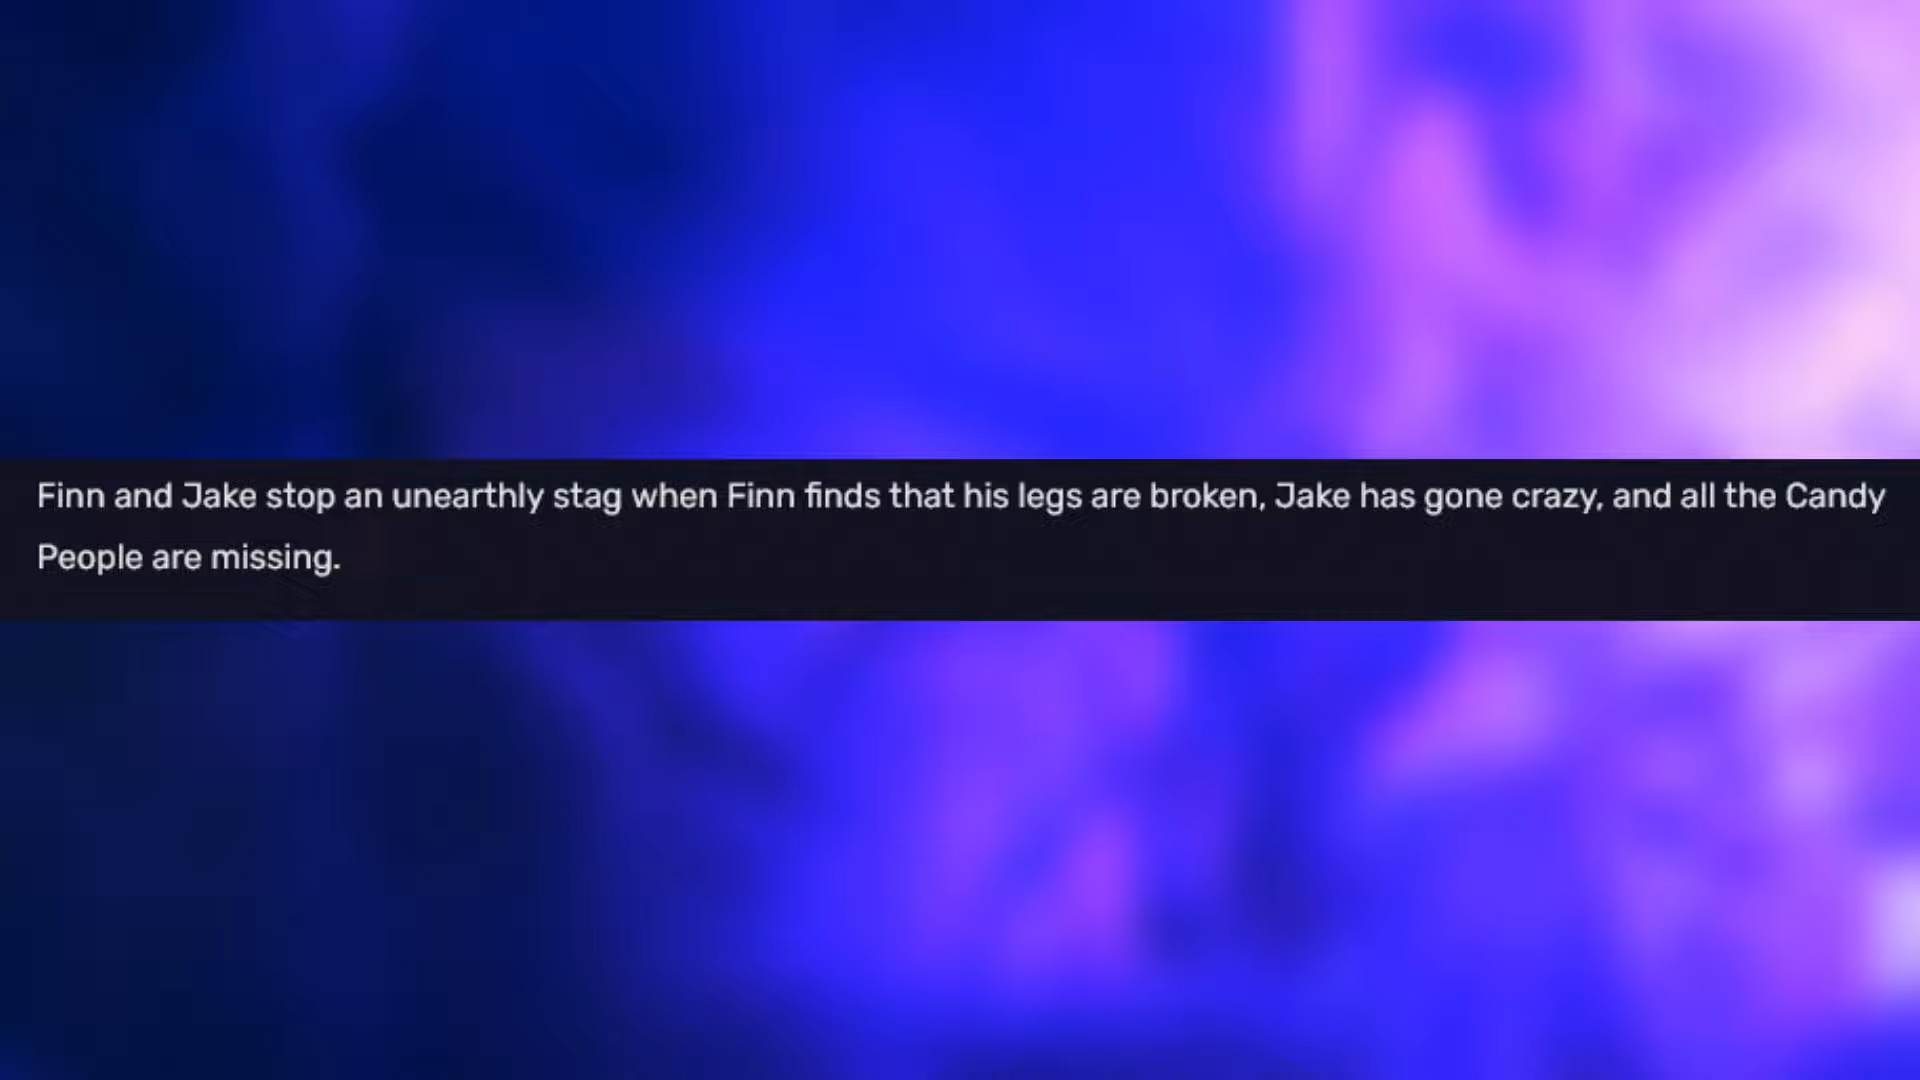 Finn and Jake stop an unearthly stag when Finn finds that his legs are broken, Jake has gone crazy, and all the Candy
People are missing.